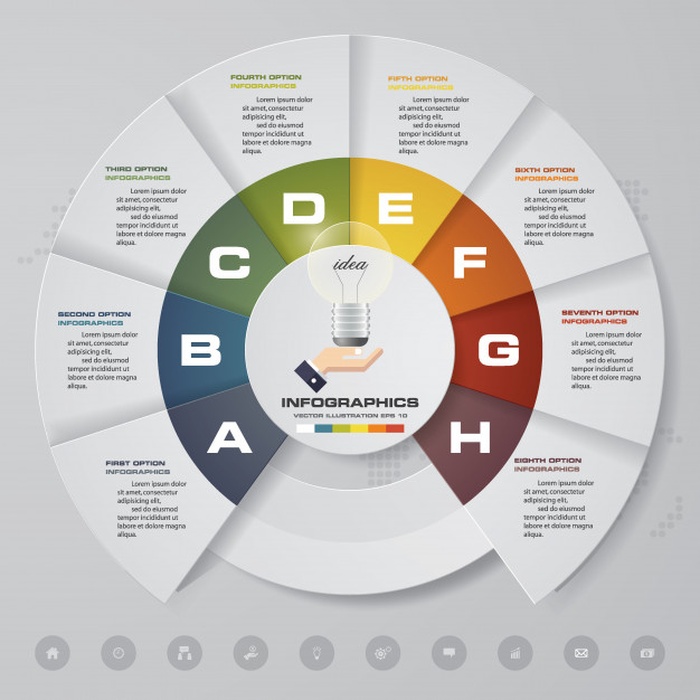 FOURTH OPTION
INFOGRAPHICS
Lorem ipsum dolor
sit amet,consectetur
adipisicing elit,
sed do eiusmod
tempor incididunt ut
labore et dolore magna
aliqua.
FIFTH OPTION
INFOGRAPHICS
Lorem ipsum dolor
sit amet,consectetur
adipisicing elit,
sed do eiusmod
tempor incididunt ut
labore et dolore magna
aliqua.
THIRD OPTION
INFOGRAPHICS
Lorem ipsum dolor
sit amet,consectetur
adipisicing elit,
sed do eiusmod
tempor incididunt ut
labore et dolore magna
aliqua.
SIXTH OPTION
INFOGRAPHICS
Lorem ipsum dolor
sit amet,consectetur
adipisicing elit,
sed do eiusmod
tempor incididunt ut
labore et dolore magna
aliqua.
D
E
C
F
idea
SECOND OPTION
INFOGRAPHICS
Lorem ipsum dolor
sit amet,consectetur
adipisicing elit,
sed do eiusmod
tempor incididunt ut
labore et dolore magna
aliqua.
B
G
SEVENTH OPTION
INFOGRAPHICS
Lorem ipsum dolor
sit amet,consectetur
adipisicing elit,
sed do eiusmod
tempor incididunt ut
labore et dolore magna
aliqua.
INFOGRAPHICS
VECTOR ILLUSTRATION EPS 10
A
H
FIRST OPTION
INFOGRAPHICS
Lorem ipsum dolor
sit amet,consectetur
adipisicing elit,
sed do eiusmod
tempor incididunt ut
labore et dolore magna
aliqua.
EIGHTH OPTION
INFOGRAPHICS
Lorem ipsum dolor
sit amet,consectetur
adipisicing elit,
sed do eiusmod
tempor incididunt ut
labore et dolore magna
aliqua.